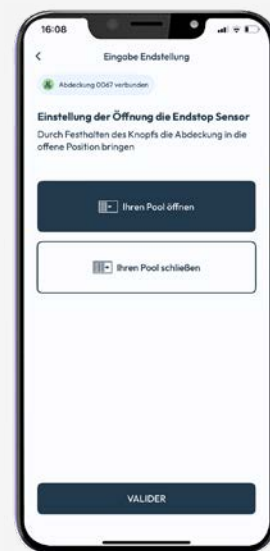 16:08
Eingabe Endstellung
Abdeckung 0067 verbunden
Einstellung der Öffnung die Endstop Sensor
Durch Festhalten des Knopfs die Abdeckung in die
offene Position bringen
Ihren Pool öffnen
Ihren Pool schließen
VALIDER